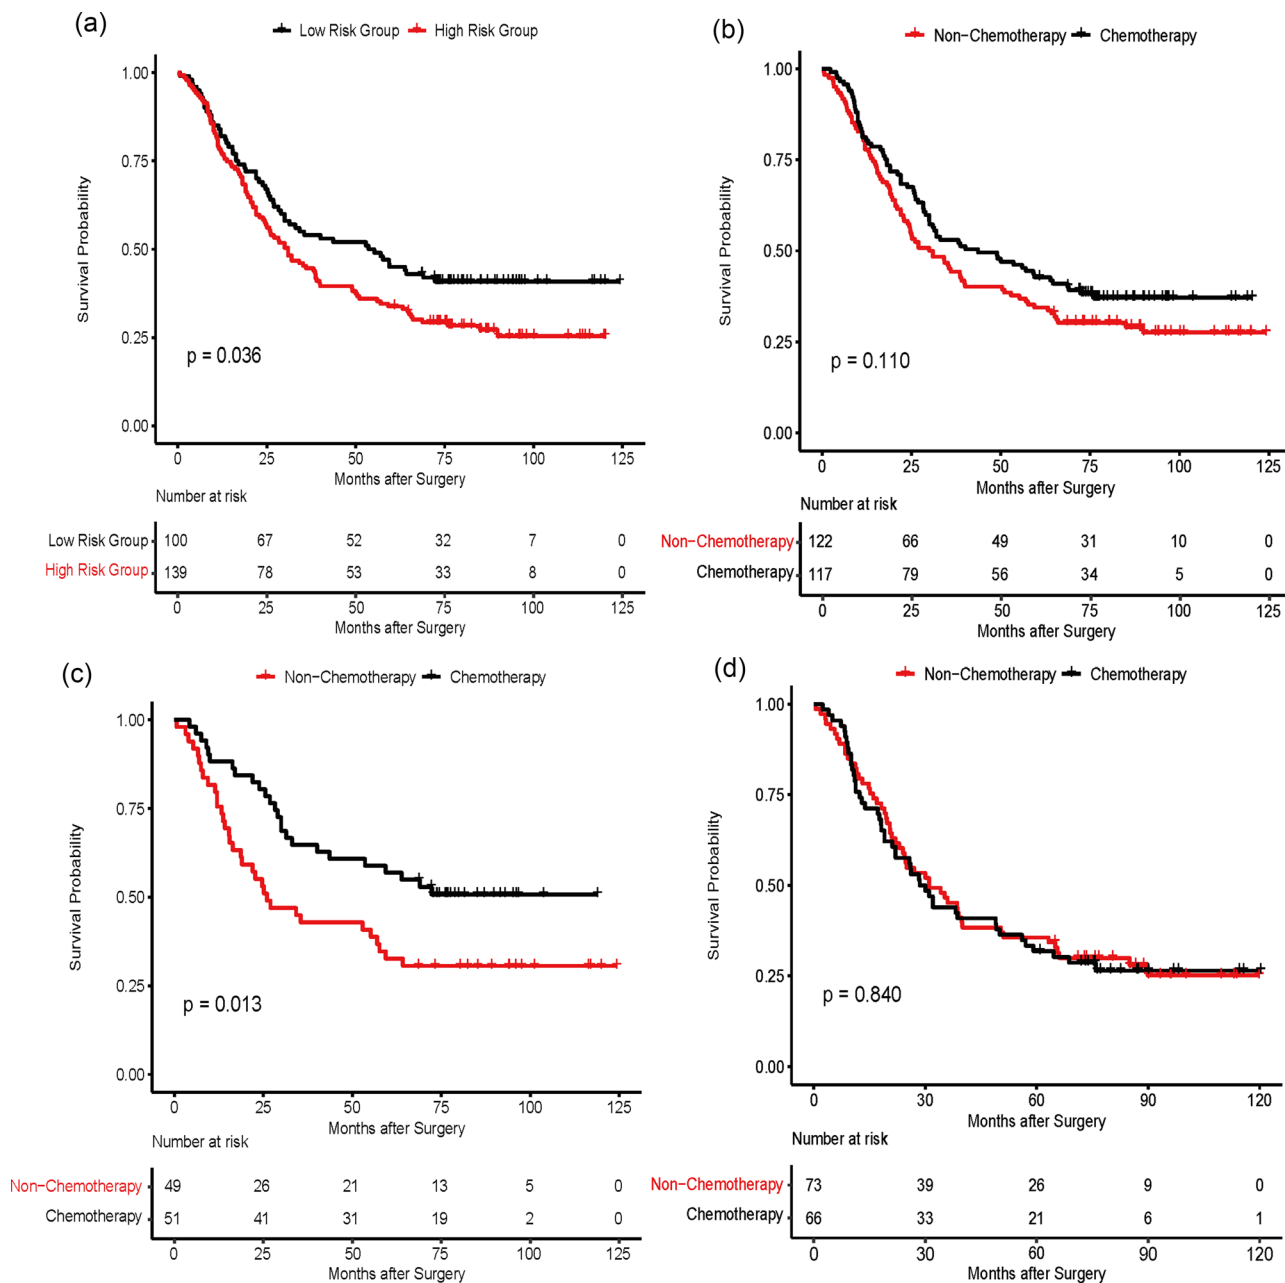 (a)
Low Risk Group High Risk Group
1.00
0.75
0.50
0.25
0.00
Survival Probability
p = 0.036
0 25 50 75 100 125
Months after Surgery
Number at risk
Low Risk Group 100 67 52 32 7 0
High Risk Group 139 78 53 33 8 0
0 25 50 75 100 125
Months after Surgery
(b)
Non-Chemotherapy Chemotherapy
1.00
0.75
0.50
0.25
0.00
Survival Probability
p = 0.110
0 25 50 75 100 125
Months after Surgery
Number at risk
Non-Chemotherapy 122 66 49 31 10 0
Chemotherapy 117 79 56 34 5 0
0 25 50 75 100 125
Months after Surgery
(c)
Non-Chemotherapy Chemotherapy
1.00
0.75
0.50
0.25
0.00
Survival Probability
p = 0.013
0 25 50 75 100 125
Months after Surgery
Number at risk
Non-Chemotherapy 49 26 21 13 5 0
Chemotherapy 51 41 31 19 2 0
0 25 50 75 100 125
Months after Surgery
(d)
Non-Chemotherapy Chemotherapy
1.00
0.75
0.50
0.25
0.00
Survival Probability
p = 0.840
0 30 60 90 120
Months after Surgery
Number at risk
Non-Chemotherapy 73 39 26 9 0
Chemotherapy 66 33 21 6 1
0 30 60 90 120
Months after Surgery